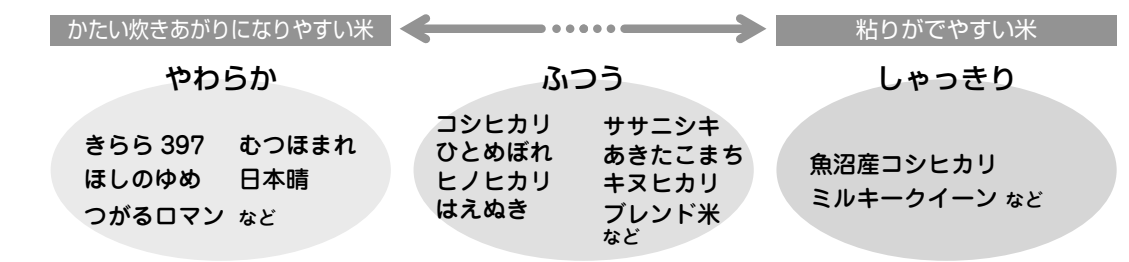 かたい炊きあがりになりやすい米
粘りがでやすい米
やわらか
きらら397 むつほまれ
ほしのゆめ 日本晴
つがるロマン など
ふつう
コシヒカリ ササニシキ
ひとめぼれ あきたこまち
ヒノヒカリ キヌヒカリ
はえぬき ブレンド米
など
しゃっきり
魚沼産コシヒカリ
ミルキークイーン など